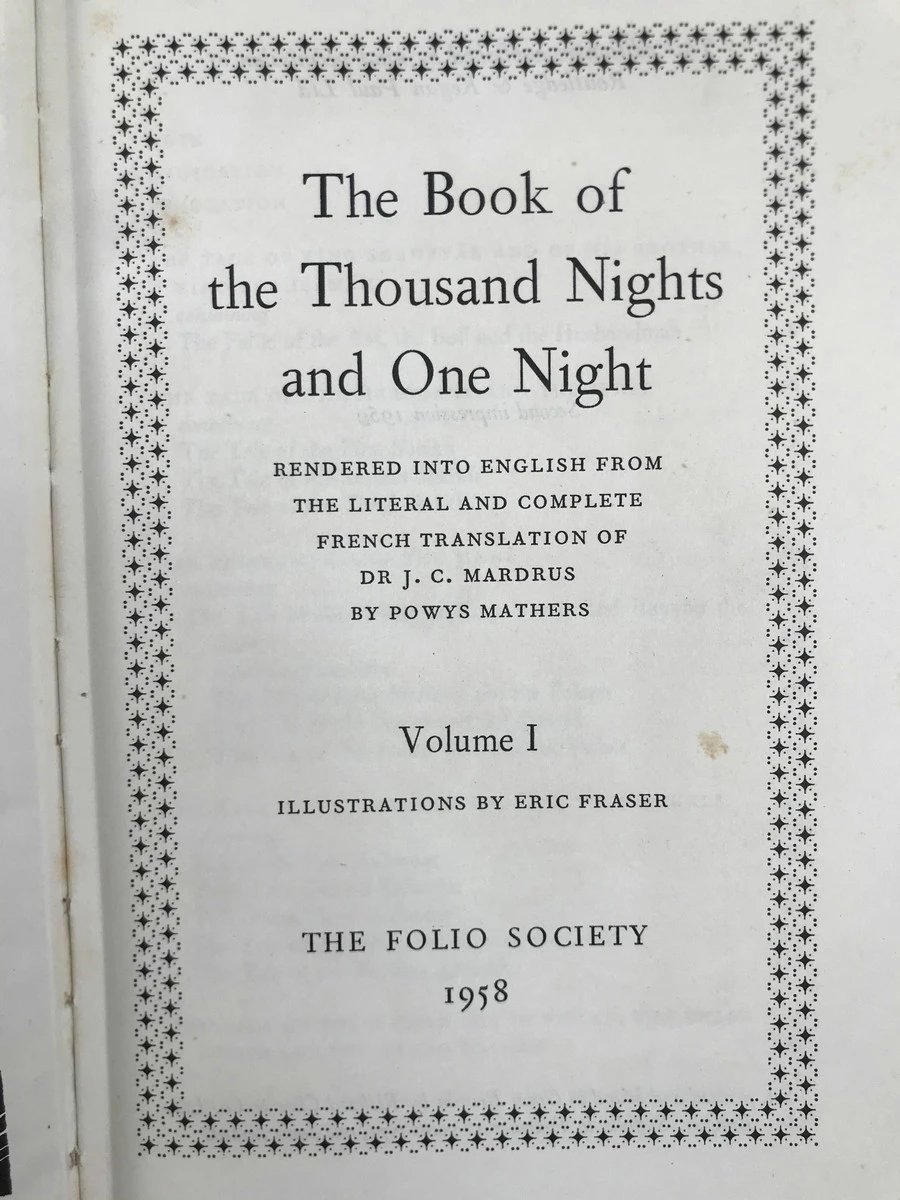 The Book of
the Thousand Nights
and One Night
RENDERED INTO ENGLISH FROM
THE LITERAL AND COMPLETE
FRENCH TRANSLATION OF
DR J. C. MARDRUS
BY POWYS MATHERS
Volume I
ILLUSTRATIONS BY ERIC FRASER
THE FOLIO SOCIETY
1958